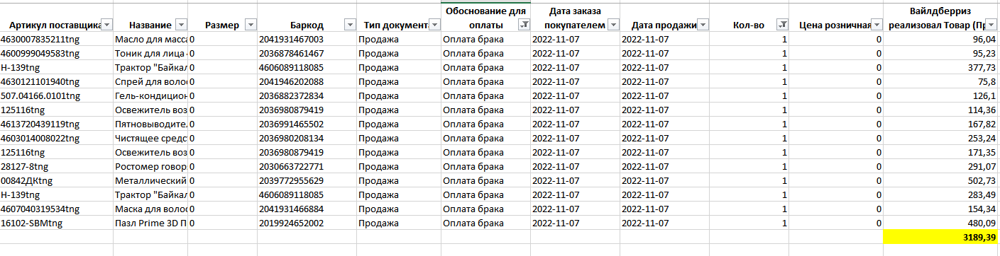 Артикул поставщика Название Размер Баркод Тип документ Обоснование для оплаты Дата заказа покупателем Дата продажи Кол-во Цена розничная Вайлдберриз реализовал Товар (Пр
4630007835211tng Масло для масса 0 2041931467003 Продажа Оплата брака 2022-11-07 2022-11-07 1 0 96,04
4600999049583tng Тоник для лица 0 2036878461467 Продажа Оплата брака 2022-11-07 2022-11-07 1 0 95,23
Н-139tng Трактор "Байкал 0 4606089118085 Продажа Оплата брака 2022-11-07 2022-11-07 1 0 377,73
4630121101940tng Спрей для воло 0 2041946202088 Продажа Оплата брака 2022-11-07 2022-11-07 1 0 75,8
507.04166.0101tng Гель-кондицион 0 2036882372834 Продажа Оплата брака 2022-11-07 2022-11-07 1 0 126,1
125116tng Освежитель воз 0 2036980879419 Продажа Оплата брака 2022-11-07 2022-11-07 1 0 114,36
4613720439119tng Пятновыводите 0 2036991465502 Продажа Оплата брака 2022-11-07 2022-11-07 1 0 167,82
4603014008022tng Чистящее средс 0 2036980208134 Продажа Оплата брака 2022-11-07 2022-11-07 1 0 253,24
125116tng Освежитель воз 0 2036980879419 Продажа Оплата брака 2022-11-07 2022-11-07 1 0 171,35
28127-8tng Ростомер говор 0 2030663722771 Продажа Оплата брака 2022-11-07 2022-11-07 1 0 291,07
00842ДКtng Металлический 0 2039772955629 Продажа Оплата брака 2022-11-07 2022-11-07 1 0 502,73
Н-139tng Трактор "Байкал 0 4606089118085 Продажа Оплата брака 2022-11-07 2022-11-07 1 0 283,49
4607040319534tng Маска для воло 0 2041931466884 Продажа Оплата брака 2022-11-07 2022-11-07 1 0 154,34
16102-SBMtng Пазл Prime 3D П 0 2019924652002 Продажа Оплата брака 2022-11-07 2022-11-07 1 0 480,09
3189,39